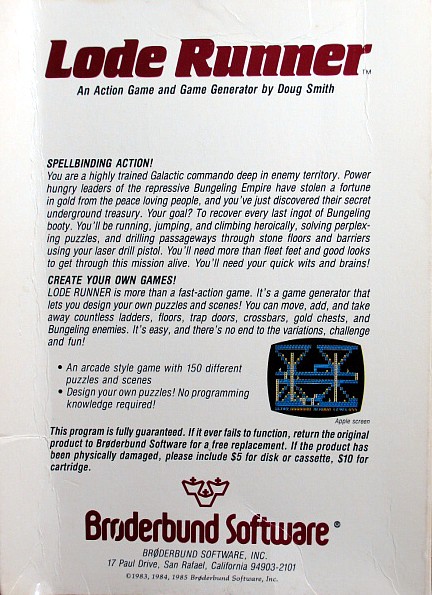 Lode Runner™
An Action Game and Game Generator by Doug Smith
SPELLBINDING ACTION!
You are a highly trained Galactic commando deep in enemy territory. Power
hungry leaders of the repressive Bungeling Empire have stolen a fortune
in gold from the peace loving people, and you've just discovered their secret
underground treasury. Your goal? To recover every last ingot of Bungeling
booty. You'll be running, jumping, and climbing heroically, solving perplex-
ing puzzles, and drilling passageways through stone floors and barriers
using your laser drill pistol. You'll need more than fleet feet and good looks
to get through this mission alive. You'll need your quick wits and brains!
CREATE YOUR OWN GAMES!
LODE RUNNER is more than a fast-action game. It's a game generator that
lets you design your own puzzles and scenes! You can move, add, and take
away countless ladders, floors, trap doors, crossbars, gold chests, and
Bungeling enemies. It's easy, and there's no end to the variations, challenge
and fun!
• An arcade style game with 150 different
puzzles and scenes
• Design your own puzzles! No programming
knowledge required!
Apple screen
This program is fully guaranteed. If it ever fails to function, return the original
product to Brøderbund Software for a free replacement. If the product has
been physically damaged, please include $5 for disk or cassette, $10 for
cartridge.
Brøderbund Software®
BRØDERBUND SOFTWARE, INC.
17 Paul Drive, San Rafael, California 94903-2101
©1983, 1984, 1985 Brøderbund Software, Inc.